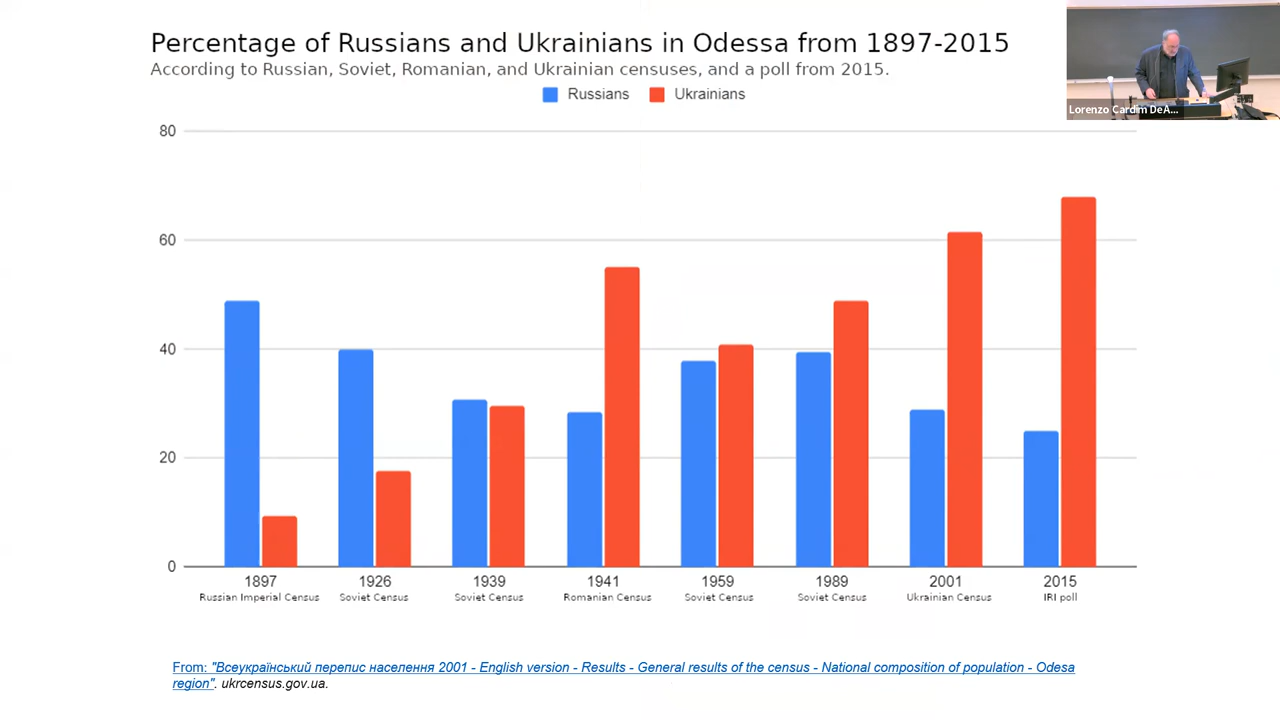 Percentage of Russians and Ukrainians in Odessa from 1897-2015
According to Russian, Soviet, Romanian, and Ukrainian censuses, and a poll from 2015.
Russians Ukrainians
Lorenzo Cardim DeA...
80
60
40
20
0
1897 1926 1939 1941 1959 1989 2001 2015
Russian Imperial Census Soviet Census Soviet Census Romanian Census Soviet Census Soviet Census Ukrainian Census IRI poll
From: "Всеукраїнський перепис населення 2001 - English version - Results - General results of the census - National composition of population - Odesa
region". ukrcensus.gov.ua.